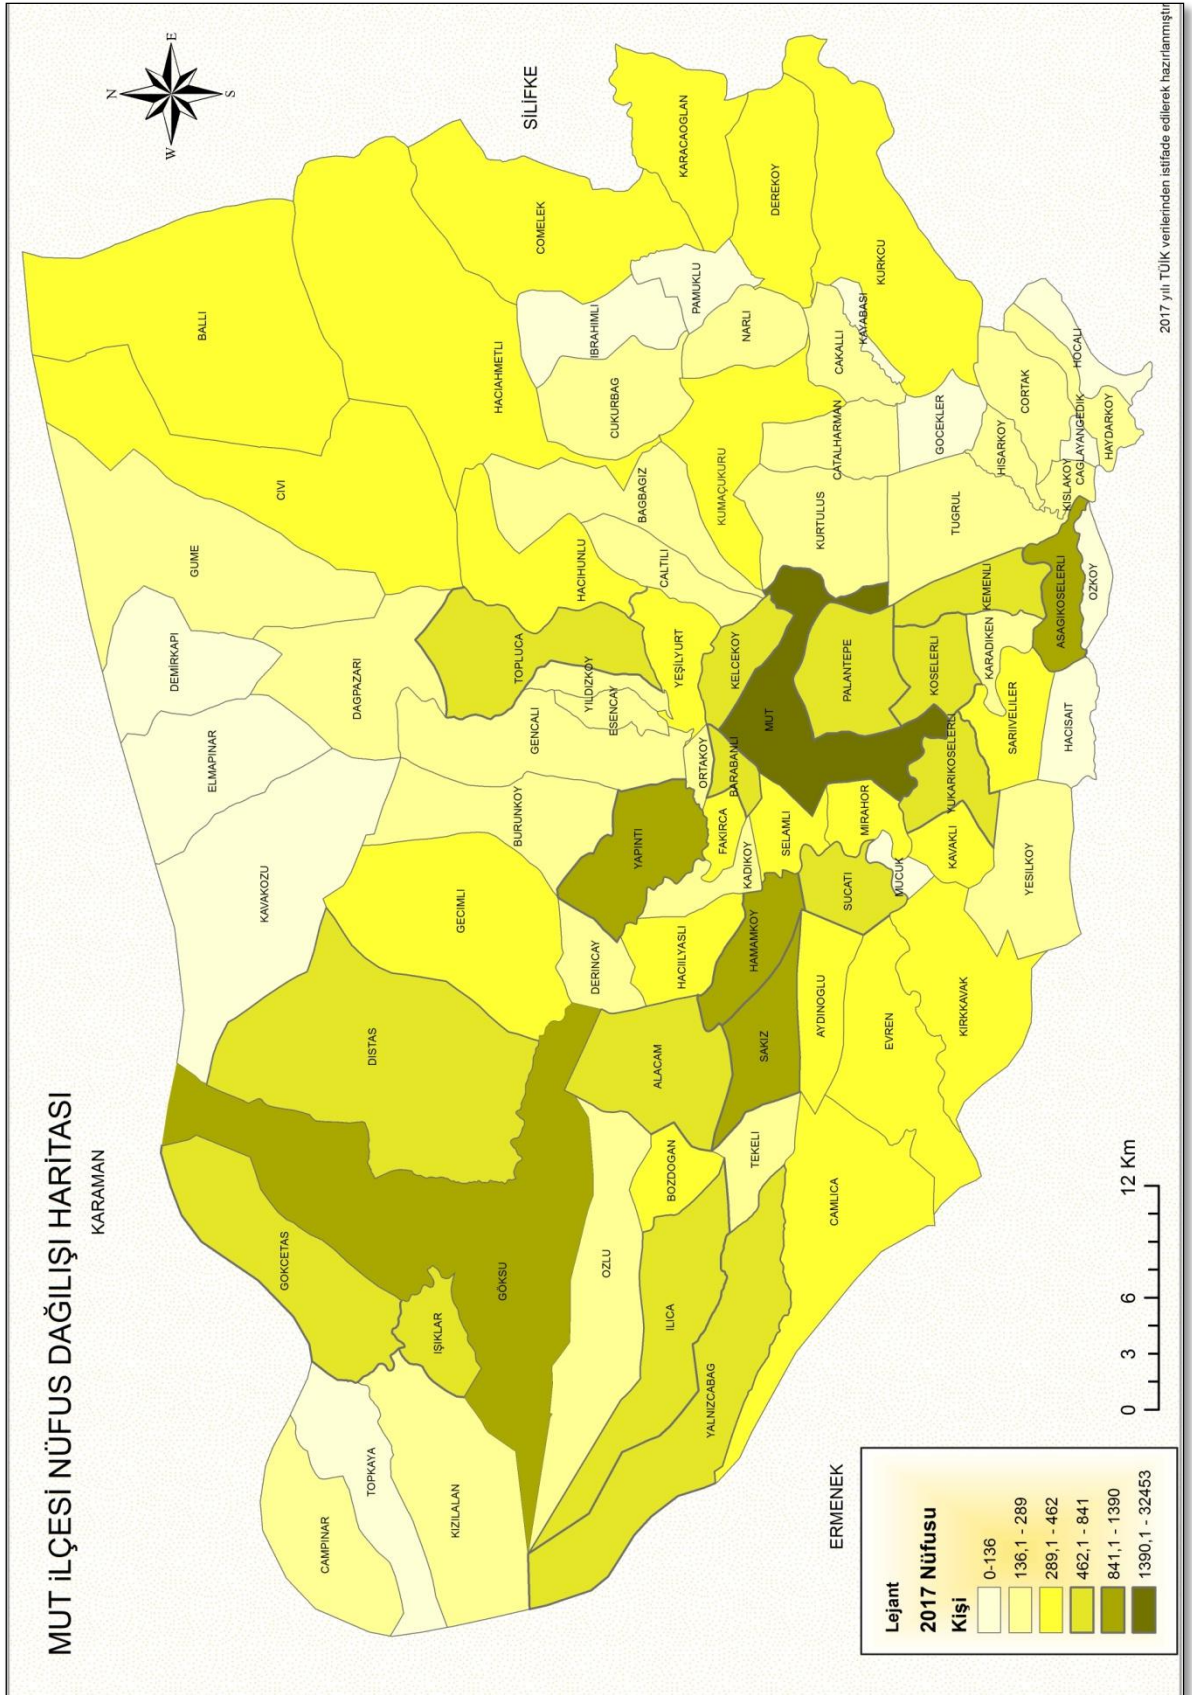 MUT iLÇESİ NÜFUS DAĞILIŞI HARİTASI
KARAMAN
SİLİFKE
ERMENEK
N
W
E
S
CAMPINAR
TOPKAYA
KIZILALAN
GOKCETAS
IŞIKLAR
GÖKSU
DISTAS
KAVAKOZU
ELMAPINAR
DEMİRKAPI
GUME
BALLI
CIVI
DAGPAZARI
GECIMLI
BURUNKOY
GENCALI
TOPLUCA
YILDIZKOY
ESENCAY
HACIHUNLU
HACIAHMETLI
COMELEK
IBRAHIMLI
CUKURBAG
BAGBAGIZ
CALTILI
YEŞİLYURT
KUMAÇUKURU
PAMUKLU
NARLI
KARACAOGLAN
DEREKOY
KURKCU
CAKALLI
KAYABASI
CATALHARMAN
KURTULUS
GOCEKLER
TUGRUL
HISARKOY
CORTAK
HOCALI
KISLAKOY
CAGLAYANGEDIK
HAYDARKOY
OZLU
ILICA
YALNIZCABAG
BOZDOGAN
ALACAM
DERINCAY
HACIILYASLI
YAPINTI
ORTAKOY
BARABANLI
FAKIRCA
KADIKOY
KELCEKOY
MUT
PALANTEPE
SELAMLI
MIRAHOR
HAMAMKOY
SAKIZ
TEKELI
CAMLICA
AYDINOGLU
EVREN
KIRKKAVAK
SUCATI
MUCUK
KAVAKLI
YUKARIKOSELERLI
KOSELERLI
KEMENLI
KARADIKEN
SARIIVELILER
ASAGIKOSELERLI
OZKOY
HACISAIT
YESILKOY
Lejant
2017 Nüfusu
Kişi
0-136
136,1 - 289
289,1 - 462
462,1 - 841
841,1 - 1390
1390,1 - 32453
0 3 6 12 Km
2017 yılı TÜİK verilerinden istifade edilerek hazırlanmıştır